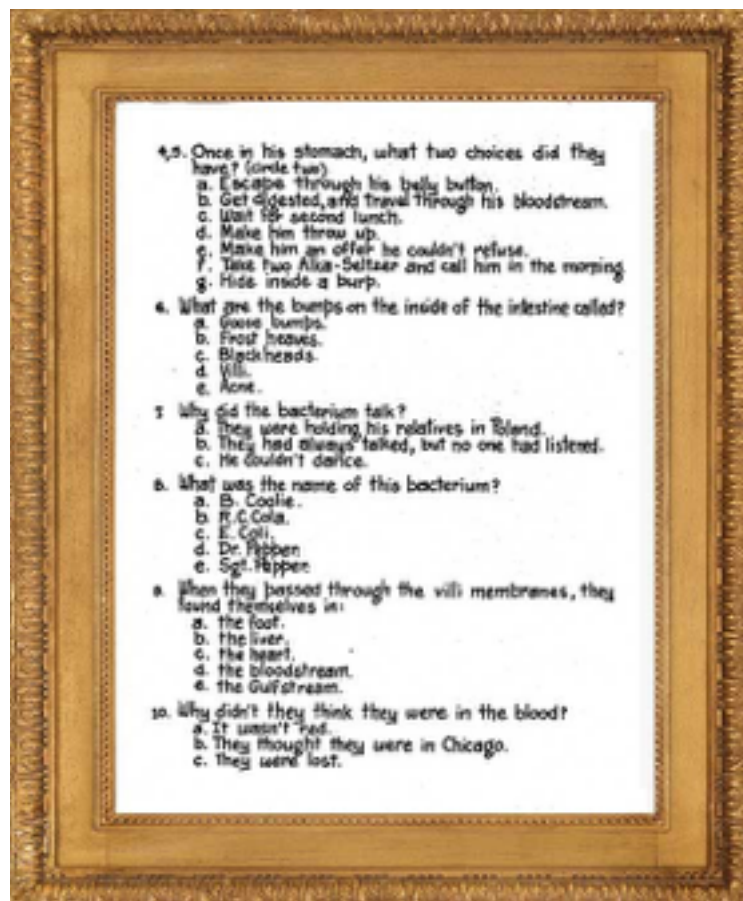 4,5. Once in his stomach, what two choices did they
have? (circle two)
a. Escape through his belly button.
b. Get digested, and travel through his bloodstream.
c. Wait for second lunch.
d. Make him throw up.
e. Make him an offer he couldn't refuse.
f. Take two Alka-Seltzer and call him in the morning
g. Hide inside a burp.
6. What are the bumps on the inside of the intestine called?
a. Goose bumps.
b. Frost heaves.
c. Blackheads.
d. Villi.
e. Acne.
7 Why did the bacterium talk?
a. They were holding his relatives in Poland.
b. They had always talked, but no one had listened.
c. He couldn't dance.
8. What was the name of this bacterium?
a. B. Coolie.
b. R.C. Cola.
c. E. Coli.
d. Dr. Pepper
e. Sgt. Pepper
9. When they passed through the villi membranes, they
found themselves in:
a. the foot.
b. the liver.
c. the heart.
d. the bloodstream.
e. the Gulfstream.
10. Why didn't they think they were in the blood?
a. It wasn't red.
b. They thought they were in Chicago.
c. They were lost.